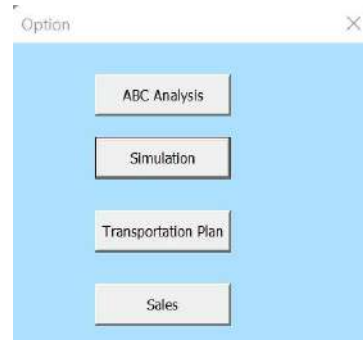 Option
ABC Analysis
Simulation
Transportation Plan
Sales